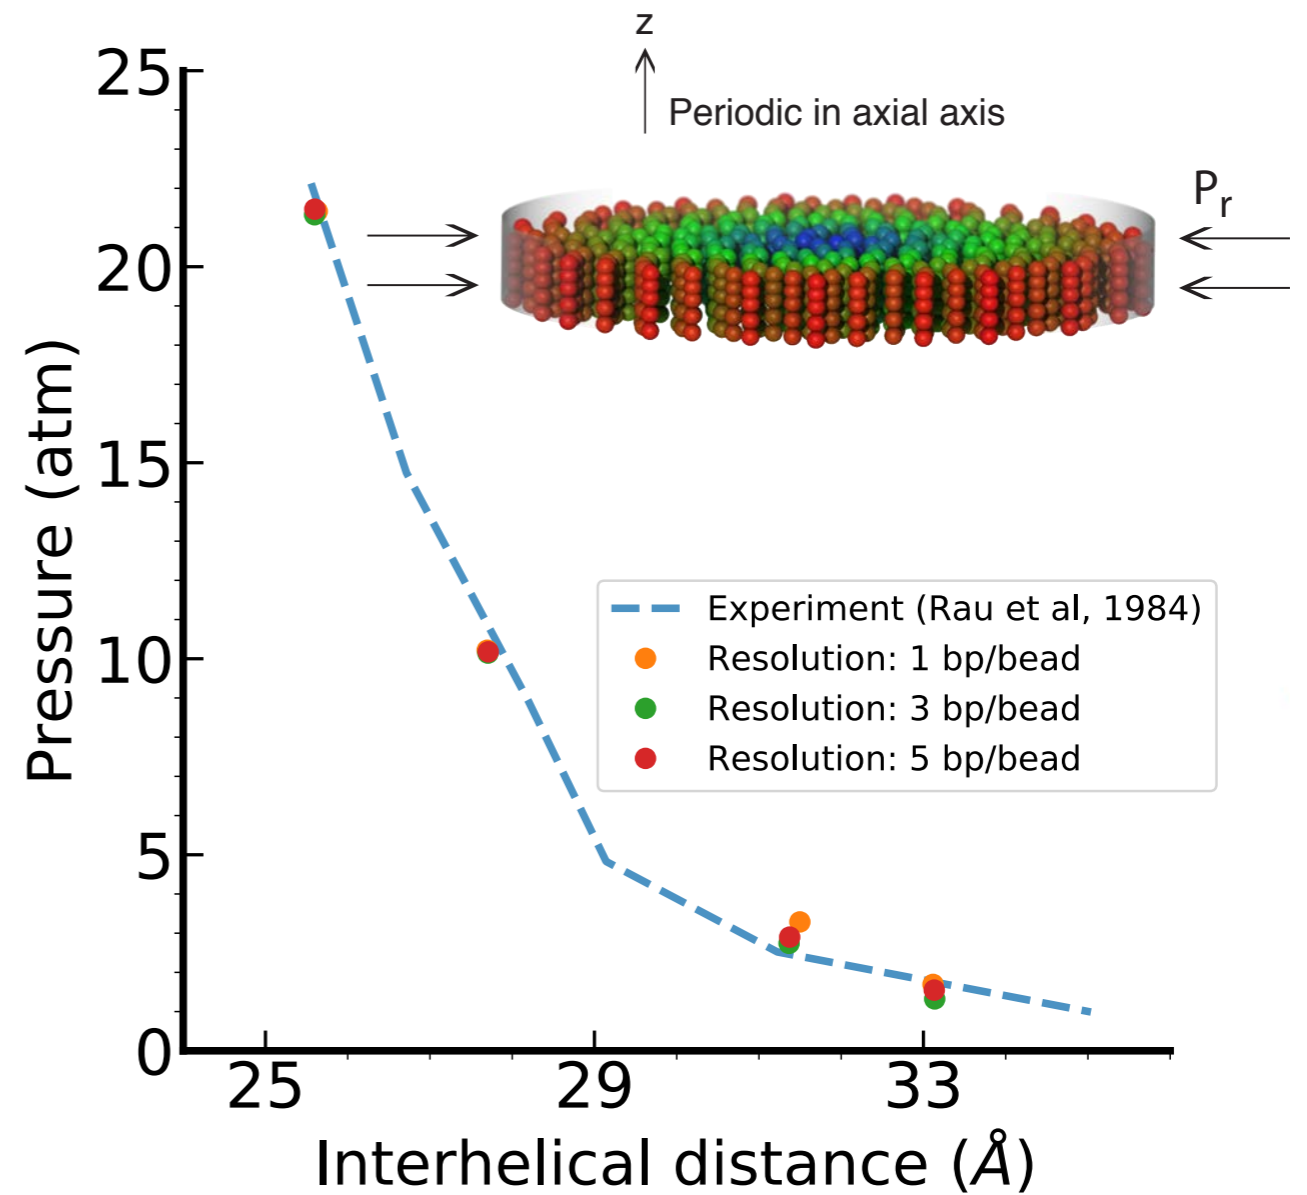 z
Periodic in axial axis
Pr
25
20
15
10
5
0
Pressure (atm)
Experiment (Rau et al, 1984)
Resolution: 1 bp/bead
Resolution: 3 bp/bead
Resolution: 5 bp/bead
25 29 33
Interhelical distance (Å)